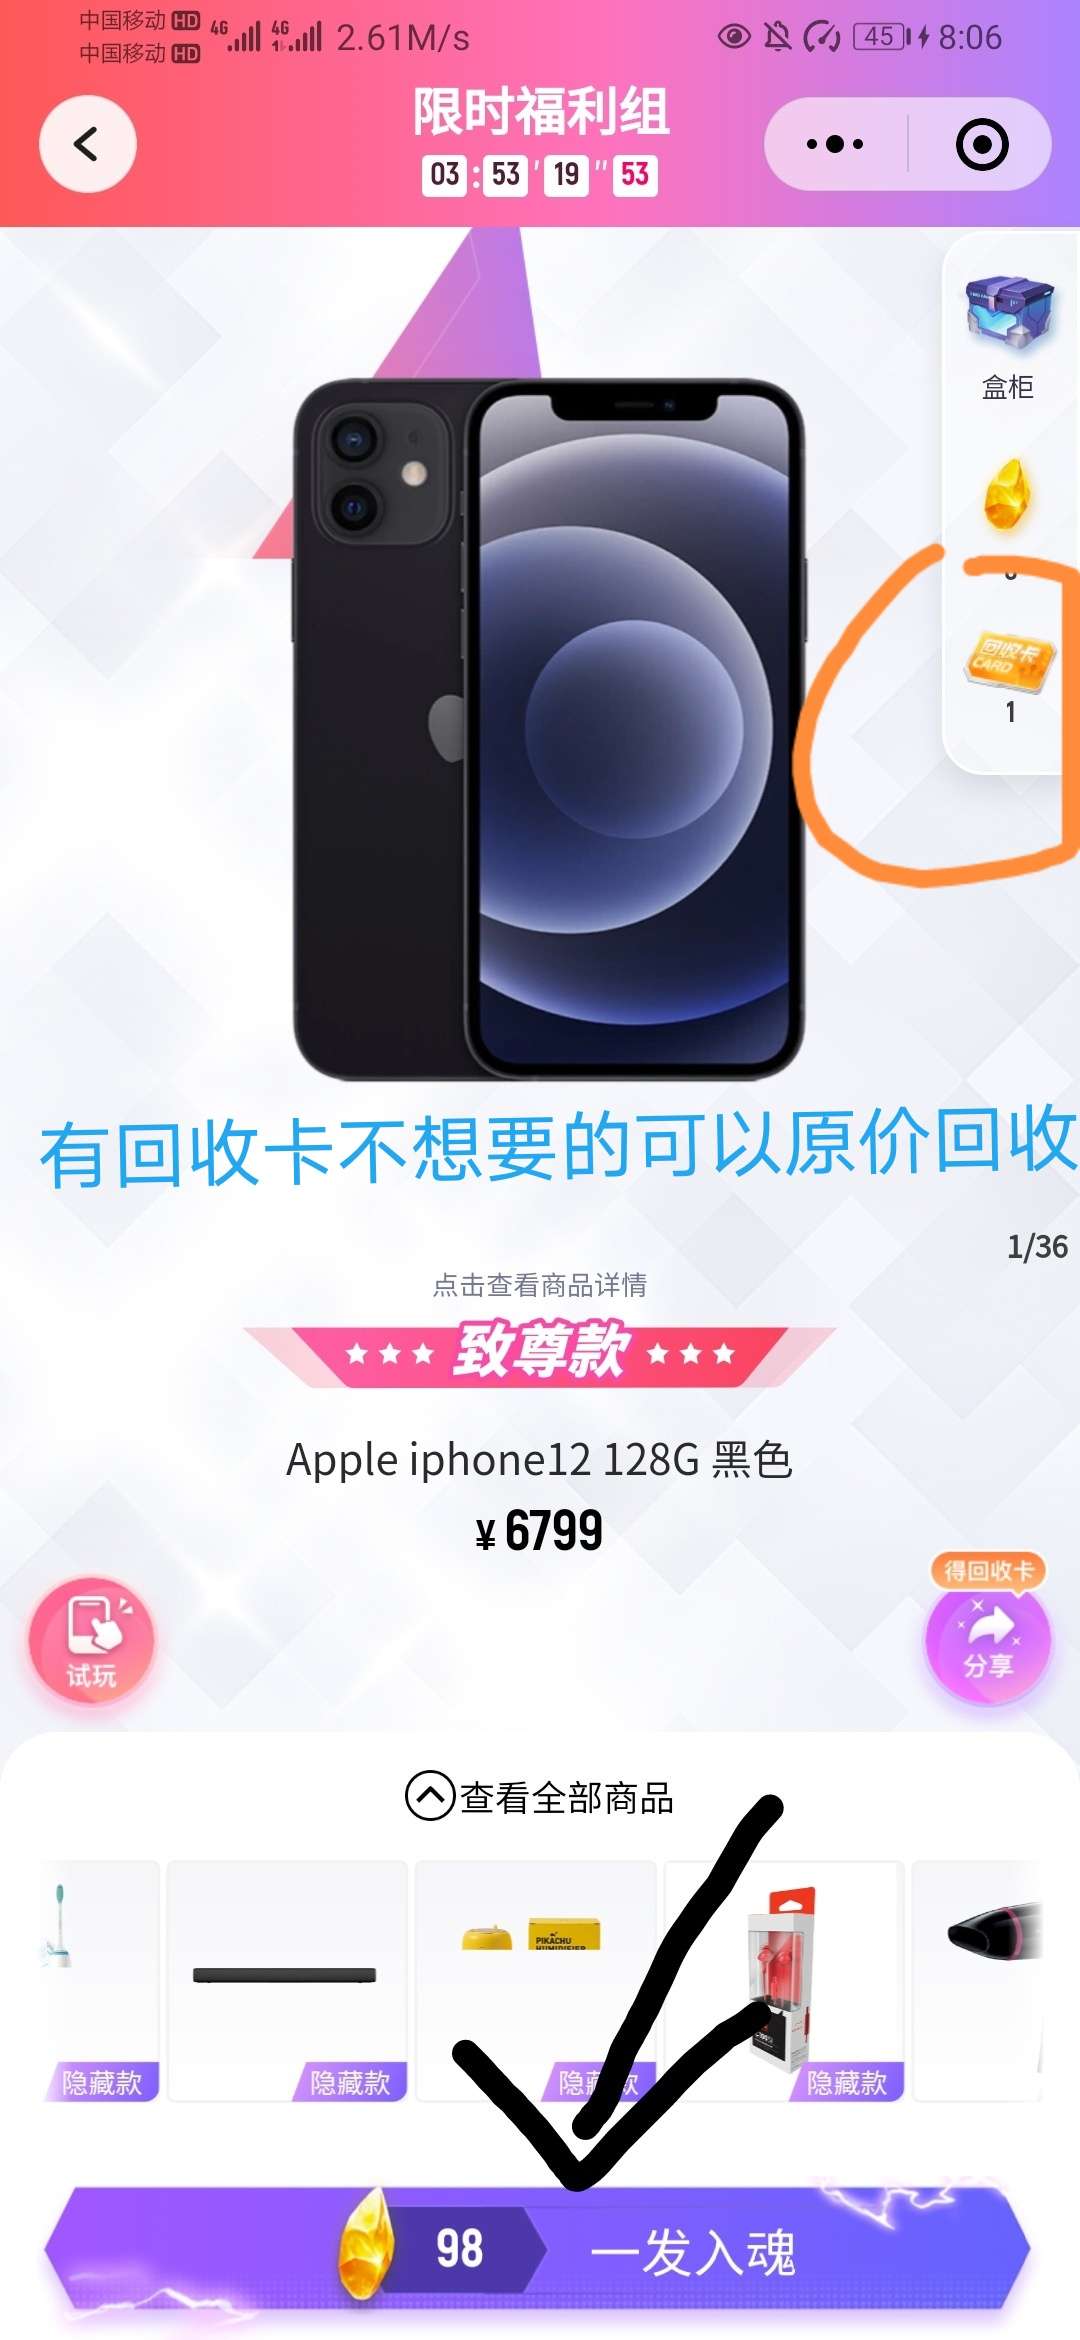 中国移动 HD 4G 4G 2.61M/s 45 8:06
中国移动 HD
限时福利组
03:53'19"53
盒柜
回收卡
CARD
1
有回收卡不想要的可以原价回收
1/36
点击查看商品详情
致尊款
Apple iphone12 128G 黑色
¥6799
得回收卡
试玩
分享
查看全部商品
PIKACHU
HUMIDIFIER
隐藏款
隐藏款
隐藏款
隐藏款
98 一发入魂